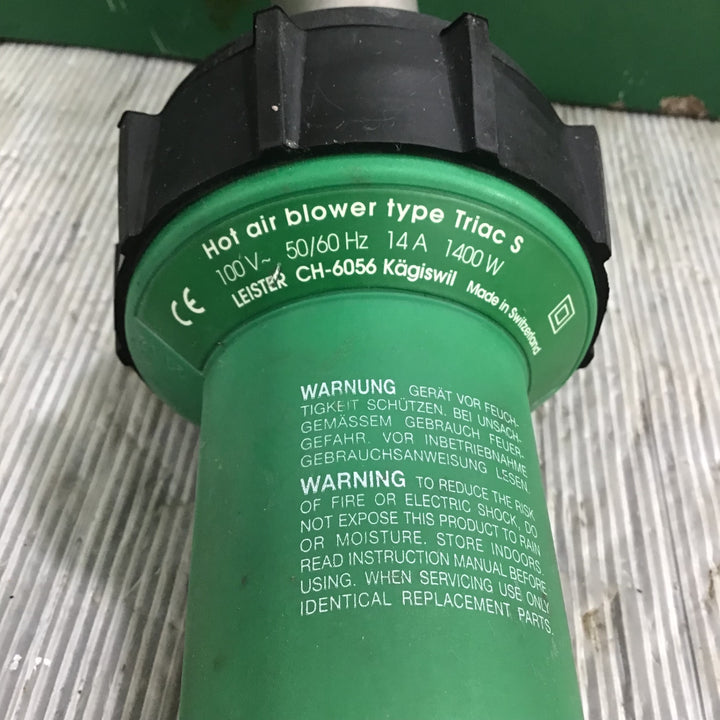 Hot air blower type Triac S
100 V~ 50/60 Hz 14 A 1400 W
CE LEISTER CH-6056 Kägiswil Made in Switzerland
WARNUNG GERÄT VOR FEUCH-
TIGKEIT SCHÜTZEN. BEI UNSACH-
GEMÄSSEM GEBRAUCH FEUER-
GEFAHR. VOR INBETRIEBNAHME
GEBRAUCHSANWEISUNG LESEN.
WARNING TO REDUCE THE RISK
OF FIRE OR ELECTRIC SHOCK, DO
NOT EXPOSE THIS PRODUCT TO RAIN
OR MOISTURE. STORE INDOORS.
READ INSTRUCTION MANUAL BEFORE
USING. WHEN SERVICING USE ONLY
IDENTICAL REPLACEMENT PARTS.